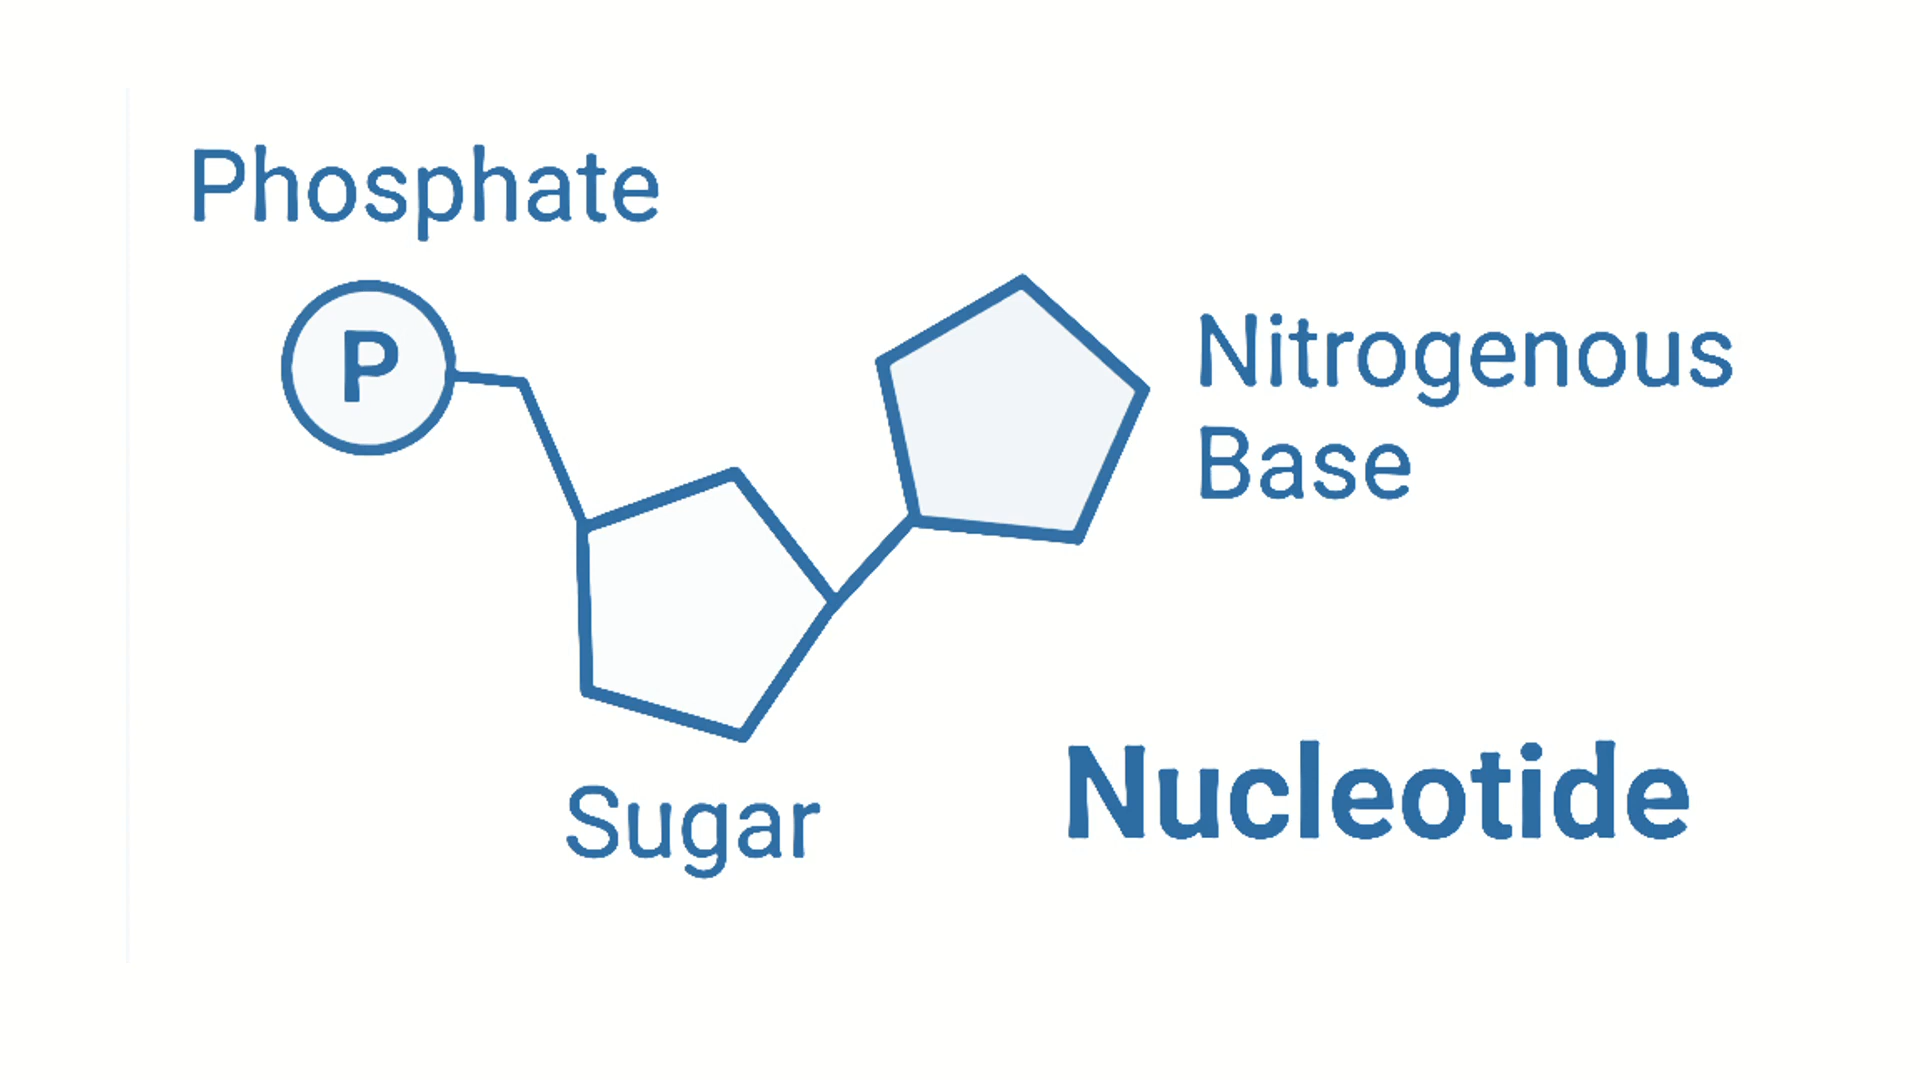 Phosphate
P
Nitrogenous
Base
Sugar
Nucleotide